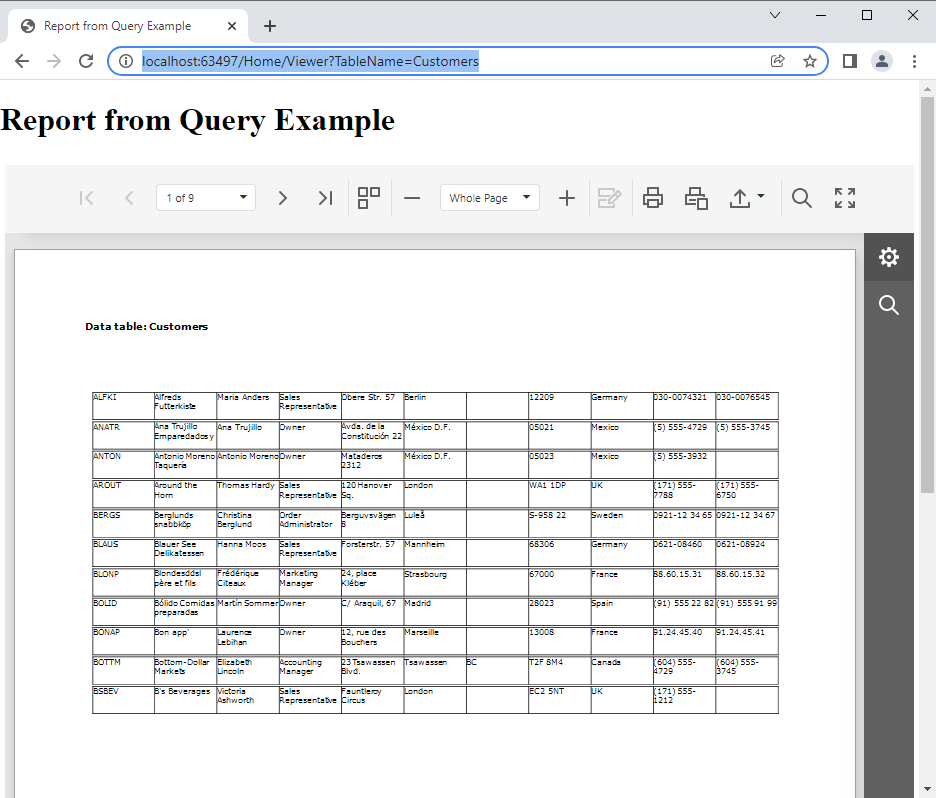 Report from Query Example
localhost:63497/Home/Viewer?TableName=Customers
Report from Query Example
1 of 9
Whole Page
Data table: Customers
ALFKI Alfreds Futterkiste Maria Anders Sales Representative Obere Str. 57 Berlin 12209 Germany 030-0074321 030-0076545
ANATR Ana Trujillo Emparedados y Ana Trujillo Owner Avda. de la Constitución 22 México D.F. 05021 Mexico (5) 555-4729 (5) 555-3745
ANTON Antonio Moreno Taquería Antonio Moreno Owner Mataderos 2312 México D.F. 05023 Mexico (5) 555-3932
AROUT Around the Horn Thomas Hardy Sales Representative 120 Hanover Sq. London WA1 1DP UK (171) 555-7788 (171) 555-6750
BERGS Berglunds snabbköp Christina Berglund Order Administrator Berguvsvägen 8 Luleå S-958 22 Sweden 0921-12 34 65 0921-12 34 67
BLAUS Blauer See Delikatessen Hanna Moos Sales Representative Forsterstr. 57 Mannheim 68306 Germany 0621-08460 0621-08924
BLONP Blondesddsl père et fils Frédérique Citeaux Marketing Manager 24, place Kléber Strasbourg 67000 France 88.60.15.31 88.60.15.32
BOLID Bólido Comidas preparadas Martín Sommer Owner C/ Araquil, 67 Madrid 28023 Spain (91) 555 22 82 (91) 555 91 99
BONAP Bon app' Laurence Lebihan Owner 12, rue des Bouchers Marseille 13008 France 91.24.45.40 91.24.45.41
BOTTM Bottom-Dollar Markets Elizabeth Lincoln Accounting Manager 23 Tsawassen Blvd. Tsawassen BC T2F 8M4 Canada (604) 555-4729 (604) 555-3745
BSBEV B's Beverages Victoria Ashworth Sales Representative Fauntleroy Circus London EC2 5NT UK (171) 555-1212